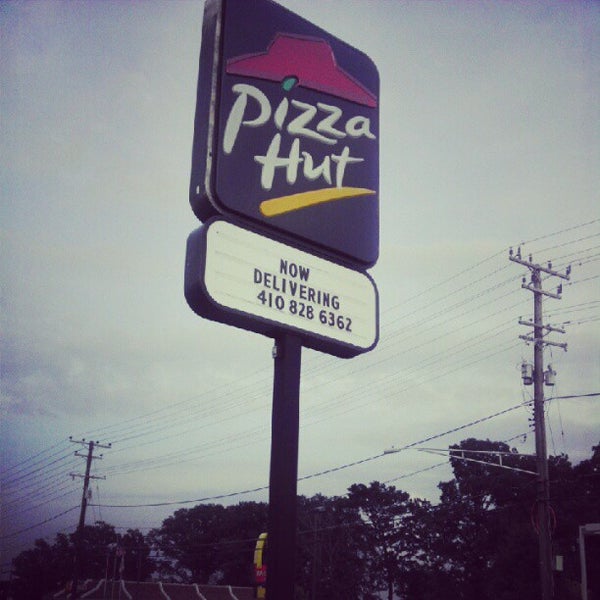 Pizza
Hut
NOW
DELIVERING
410 828 6362